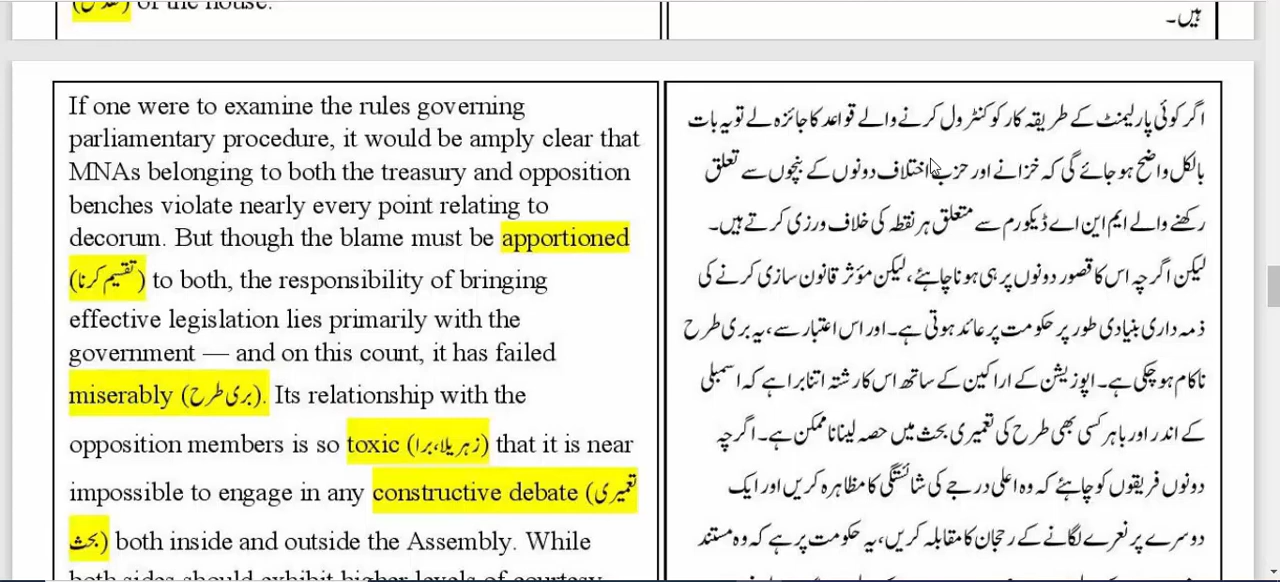 (تقدس) of the house.
If one were to examine the rules governing
parliamentary procedure, it would be amply clear that
MNAs belonging to both the treasury and opposition
benches violate nearly every point relating to
decorum. But though the blame must be apportioned
(تقسیم کرنا) to both, the responsibility of bringing
effective legislation lies primarily with the
government — and on this count, it has failed
miserably (بری طرح). Its relationship with the
opposition members is so toxic (زہریلا،برا) that it is near
impossible to engage in any constructive debate (تعمیری
بحث) both inside and outside the Assembly. While
both sides should exhibit higher levels of courtesy
ہیں۔
اگر کوئی پارلیمنٹ کے طریقہ کار کو کنٹرول کرنے والے قواعد کا جائزہ لے تو یہ بات
بالکل واضح ہو جائے گی کہ خزانے اور حزب اختلاف دونوں کے بنچوں سے تعلق
رکھنے والے ایم این اے ڈیکورم سے متعلق ہر نقطہ کی خلاف ورزی کرتے ہیں۔
لیکن اگرچہ اس کا قصور دونوں پر ہی ہونا چاہئے، لیکن مؤثر قانون سازی کرنے کی
ذمہ داری بنیادی طور پر حکومت پر عائد ہوتی ہے۔ اور اس اعتبار سے، یہ بری طرح
ناکام ہو چکی ہے۔ اپوزیشن کے اراکین کے ساتھ اس کا رشتہ اتنا برا ہے کہ اسمبلی
کے اندر اور باہر کسی بھی طرح کی تعمیری بحث میں حصہ لینا ناممکن ہے۔ اگرچہ
دونوں فریقوں کو چاہئے کہ وہ اعلی درجے کی شائستگی کا مظاہرہ کریں اور ایک
دوسرے پر نعرے لگانے کے رجحان کا مقابلہ کریں، یہ حکومت پر ہے کہ وہ مستند